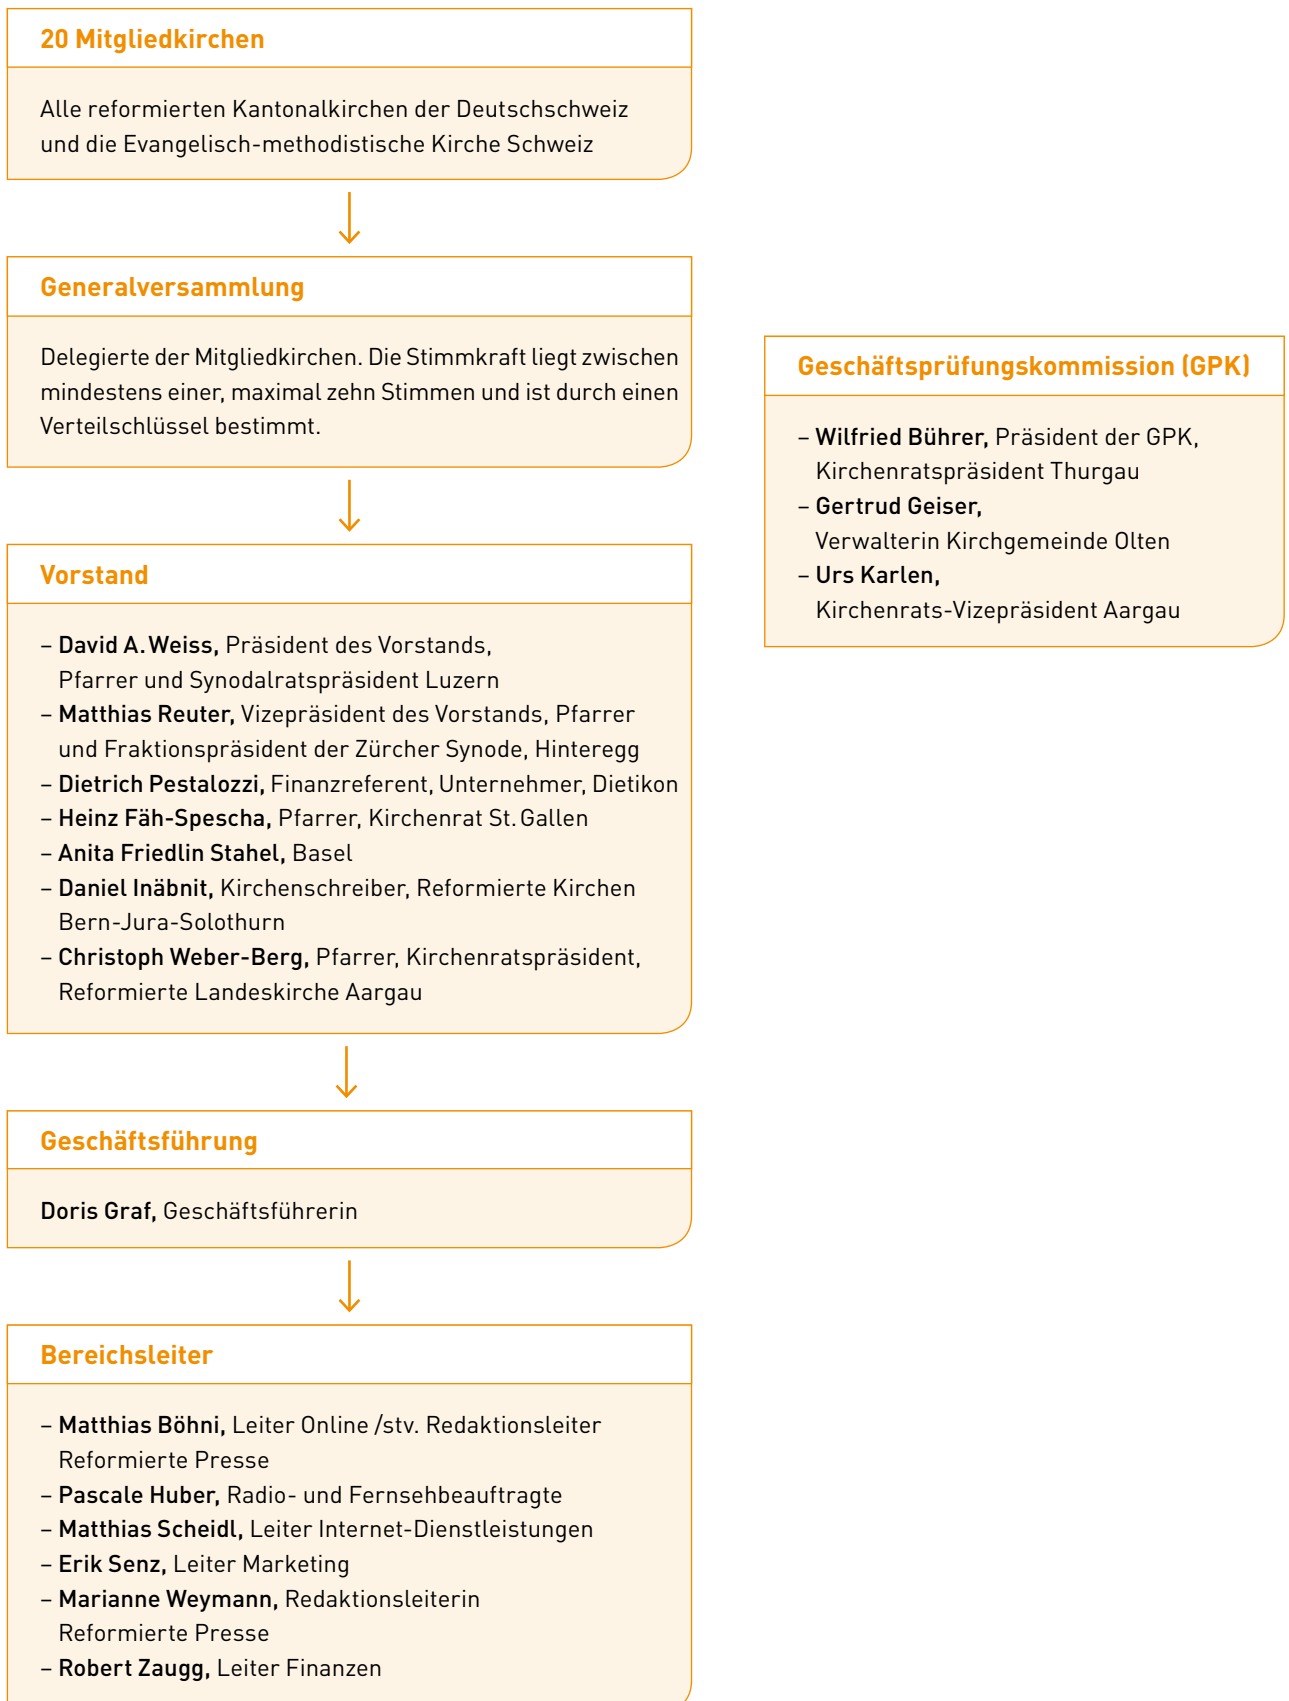 20 Mitgliedkirchen
Alle reformierten Kantonalkirchen der Deutschschweiz
und die Evangelisch-methodistische Kirche Schweiz
Generalversammlung
Delegierte der Mitgliedkirchen. Die Stimmkraft liegt zwischen
mindestens einer, maximal zehn Stimmen und ist durch einen
Verteilschlüssel bestimmt.
Geschäftsprüfungskommission (GPK)
– Wilfried Bührer, Präsident der GPK,
Kirchenratspräsident Thurgau
– Gertrud Geiser,
Verwalterin Kirchgemeinde Olten
– Urs Karlen,
Kirchenrats-Vizepräsident Aargau
Vorstand
– David A. Weiss, Präsident des Vorstands,
Pfarrer und Synodalratspräsident Luzern
– Matthias Reuter, Vizepräsident des Vorstands, Pfarrer
und Fraktionspräsident der Zürcher Synode, Hinteregg
– Dietrich Pestalozzi, Finanzreferent, Unternehmer, Dietikon
– Heinz Fäh-Spescha, Pfarrer, Kirchenrat St. Gallen
– Anita Friedlin Stahel, Basel
– Daniel Inäbnit, Kirchenschreiber, Reformierte Kirchen
Bern-Jura-Solothurn
– Christoph Weber-Berg, Pfarrer, Kirchenratspräsident,
Reformierte Landeskirche Aargau
Geschäftsführung
Doris Graf, Geschäftsführerin
Bereichsleiter
– Matthias Böhni, Leiter Online /stv. Redaktionsleiter
Reformierte Presse
– Pascale Huber, Radio- und Fernsehbeauftragte
– Matthias Scheidl, Leiter Internet-Dienstleistungen
– Erik Senz, Leiter Marketing
– Marianne Weymann, Redaktionsleiterin
Reformierte Presse
– Robert Zaugg, Leiter Finanzen